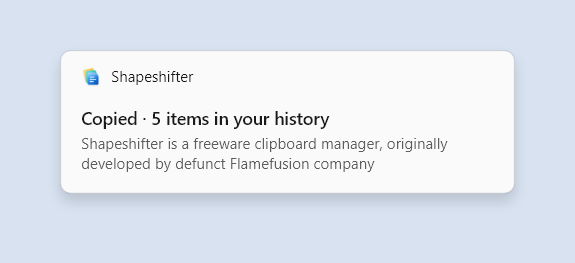 Shapeshifter
Copied · 5 items in your history
Shapeshifter is a freeware clipboard manager, originally
developed by defunct Flamefusion company